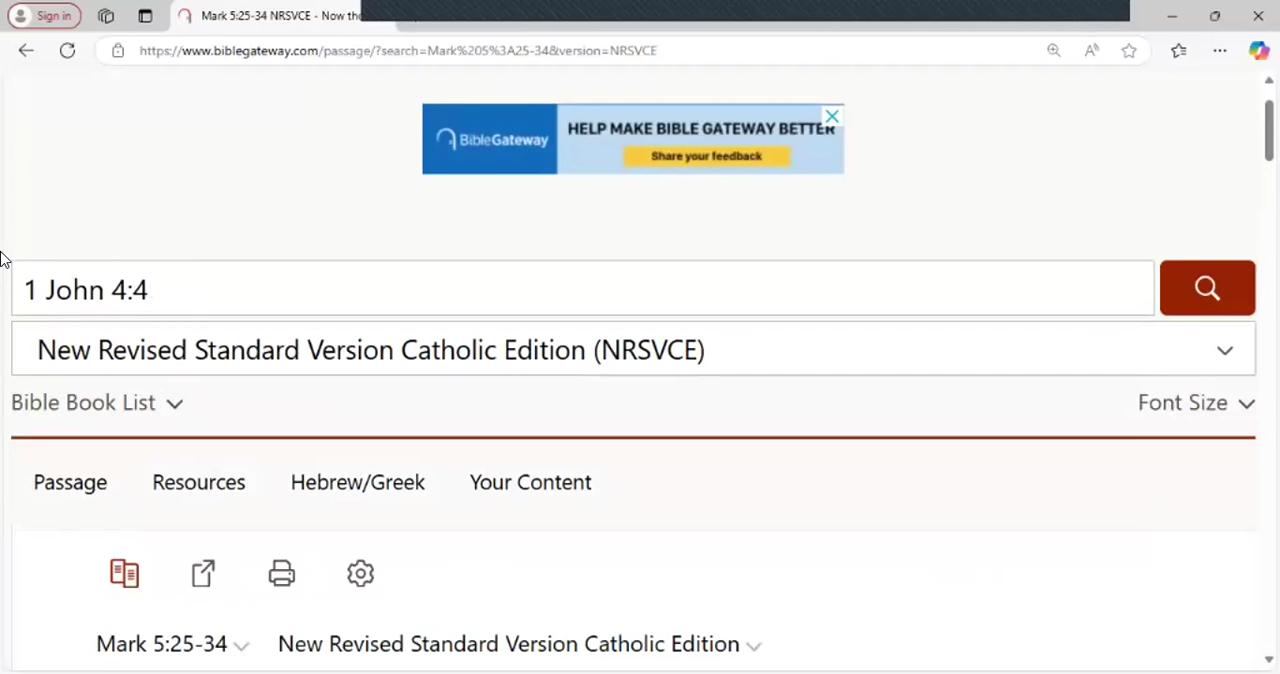 Sign in
Mark 5:25-34 NRSVCE - Now the
https://www.biblegateway.com/passage/?search=Mark%205%3A25-34&version=NRSVCE
BibleGateway
HELP MAKE BIBLE GATEWAY BETTER
Share your feedback
1 John 4:4
New Revised Standard Version Catholic Edition (NRSVCE)
Bible Book List
Font Size
Passage Resources Hebrew/Greek Your Content
Mark 5:25-34 New Revised Standard Version Catholic Edition